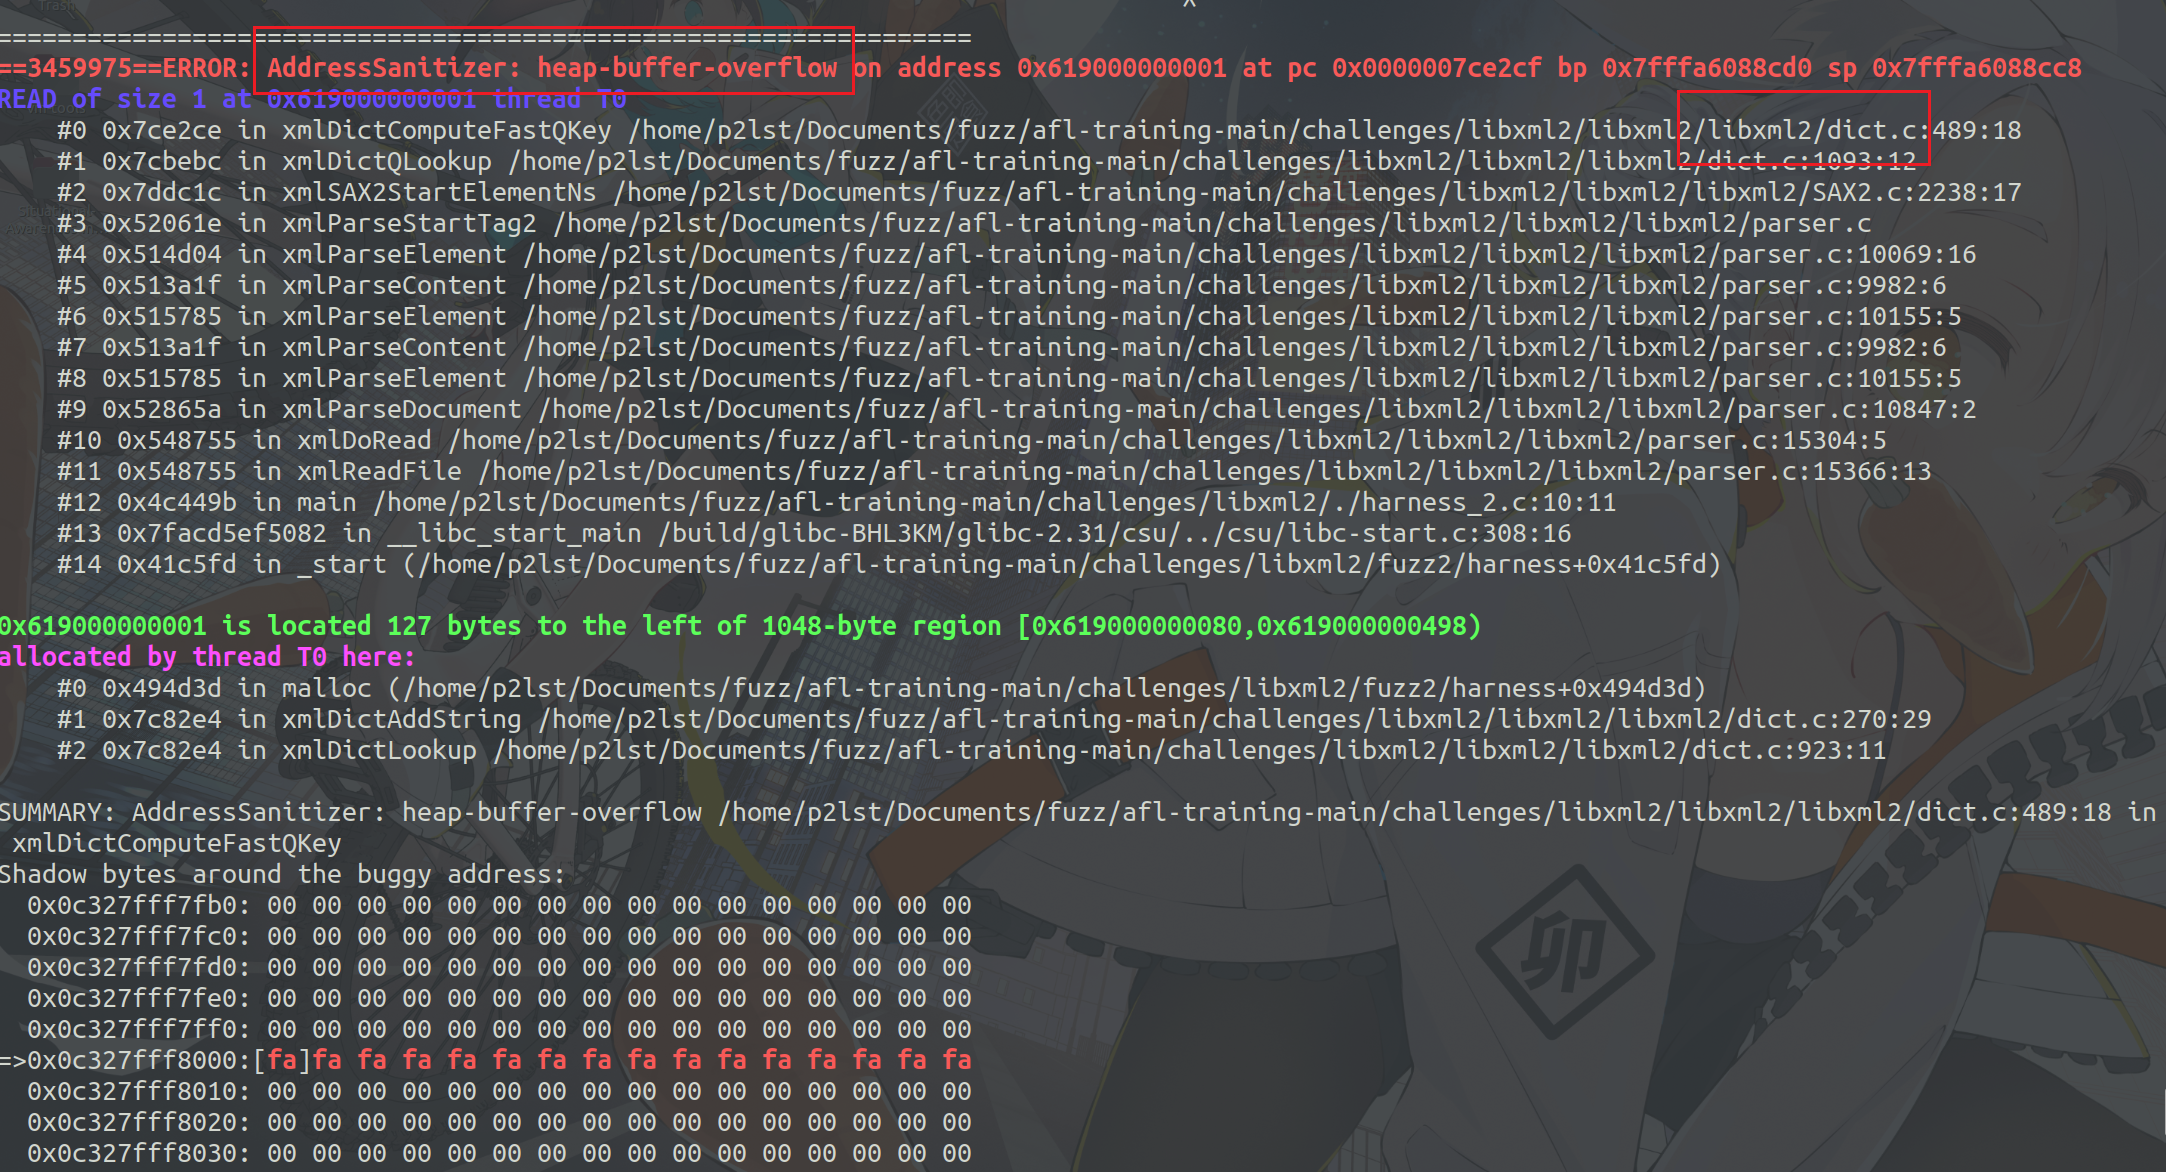 Trash
^
=================================================================
==3459975==ERROR: AddressSanitizer: heap-buffer-overflow on address 0x619000000001 at pc 0x0000007ce2cf bp 0x7fffa6088cd0 sp 0x7fffa6088cc8
READ of size 1 at 0x619000000001 thread T0
#0 0x7ce2ce in xmlDictComputeFastQKey /home/p2lst/Documents/fuzz/afl-training-main/challenges/libxml2/libxml2/libxml2/dict.c:489:18
#1 0x7cbebc in xmlDictQLookup /home/p2lst/Documents/fuzz/afl-training-main/challenges/libxml2/libxml2/libxml2/dict.c:1093:12
#2 0x7ddc1c in xmlSAX2StartElementNs /home/p2lst/Documents/fuzz/afl-training-main/challenges/libxml2/libxml2/libxml2/SAX2.c:2238:17
#3 0x52061e in xmlParseStartTag2 /home/p2lst/Documents/fuzz/afl-training-main/challenges/libxml2/libxml2/libxml2/parser.c
#4 0x514d04 in xmlParseElement /home/p2lst/Documents/fuzz/afl-training-main/challenges/libxml2/libxml2/libxml2/parser.c:10069:16
#5 0x513a1f in xmlParseContent /home/p2lst/Documents/fuzz/afl-training-main/challenges/libxml2/libxml2/libxml2/parser.c:9982:6
#6 0x515785 in xmlParseElement /home/p2lst/Documents/fuzz/afl-training-main/challenges/libxml2/libxml2/libxml2/parser.c:10155:5
#7 0x513a1f in xmlParseContent /home/p2lst/Documents/fuzz/afl-training-main/challenges/libxml2/libxml2/libxml2/parser.c:9982:6
#8 0x515785 in xmlParseElement /home/p2lst/Documents/fuzz/afl-training-main/challenges/libxml2/libxml2/libxml2/parser.c:10155:5
#9 0x52865a in xmlParseDocument /home/p2lst/Documents/fuzz/afl-training-main/challenges/libxml2/libxml2/libxml2/parser.c:10847:2
#10 0x548755 in xmlDoRead /home/p2lst/Documents/fuzz/afl-training-main/challenges/libxml2/libxml2/libxml2/parser.c:15304:5
#11 0x548755 in xmlReadFile /home/p2lst/Documents/fuzz/afl-training-main/challenges/libxml2/libxml2/libxml2/parser.c:15366:13
#12 0x4c449b in main /home/p2lst/Documents/fuzz/afl-training-main/challenges/libxml2/./harness_2.c:10:11
#13 0x7facd5ef5082 in __libc_start_main /build/glibc-BHL3KM/glibc-2.31/csu/../csu/libc-start.c:308:16
#14 0x41c5fd in _start (/home/p2lst/Documents/fuzz/afl-training-main/challenges/libxml2/fuzz2/harness+0x41c5fd)
0x619000000001 is located 127 bytes to the left of 1048-byte region [0x619000000080,0x619000000498)
allocated by thread T0 here:
#0 0x494d3d in malloc (/home/p2lst/Documents/fuzz/afl-training-main/challenges/libxml2/fuzz2/harness+0x494d3d)
#1 0x7c82e4 in xmlDictAddString /home/p2lst/Documents/fuzz/afl-training-main/challenges/libxml2/libxml2/libxml2/dict.c:270:29
#2 0x7c82e4 in xmlDictLookup /home/p2lst/Documents/fuzz/afl-training-main/challenges/libxml2/libxml2/libxml2/dict.c:923:11
SUMMARY: AddressSanitizer: heap-buffer-overflow /home/p2lst/Documents/fuzz/afl-training-main/challenges/libxml2/libxml2/libxml2/dict.c:489:18 in
xmlDictComputeFastQKey
Shadow bytes around the buggy address:
0x0c327fff7fb0: 00 00 00 00 00 00 00 00 00 00 00 00 00 00 00 00
0x0c327fff7fc0: 00 00 00 00 00 00 00 00 00 00 00 00 00 00 00 00
0x0c327fff7fd0: 00 00 00 00 00 00 00 00 00 00 00 00 00 00 00 00
0x0c327fff7fe0: 00 00 00 00 00 00 00 00 00 00 00 00 00 00 00 00
0x0c327fff7ff0: 00 00 00 00 00 00 00 00 00 00 00 00 00 00 00 00
=>0x0c327fff8000:[fa]fa fa fa fa fa fa fa fa fa fa fa fa fa fa fa
0x0c327fff8010: 00 00 00 00 00 00 00 00 00 00 00 00 00 00 00 00
0x0c327fff8020: 00 00 00 00 00 00 00 00 00 00 00 00 00 00 00 00
0x0c327fff8030: 00 00 00 00 00 00 00 00 00 00 00 00 00 00 00 00
卯